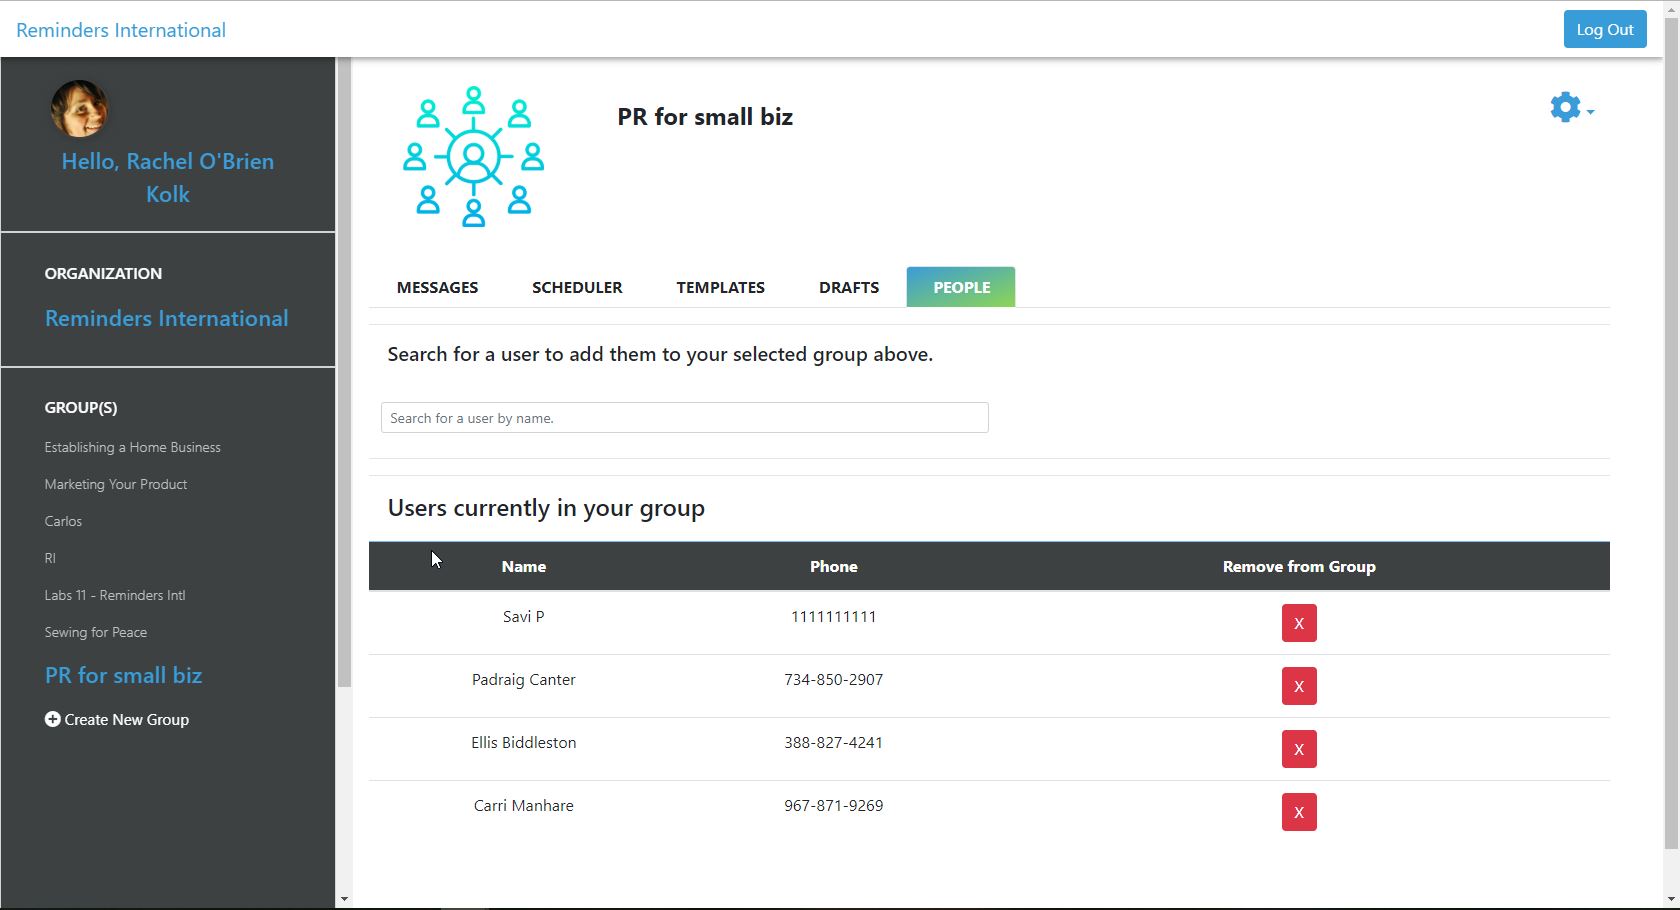 Reminders International
Log Out
Hello, Rachel O'Brien
Kolk
ORGANIZATION
Reminders International
GROUP(S)
Establishing a Home Business
Marketing Your Product
Carlos
RI
Labs 11 - Reminders Intl
Sewing for Peace
PR for small biz
Create New Group
PR for small biz
MESSAGES SCHEDULER TEMPLATES DRAFTS PEOPLE
Search for a user to add them to your selected group above.
Search for a user by name.
Users currently in your group
Name Phone Remove from Group
Savi P 1111111111 X
Padraig Canter 734-850-2907 X
Ellis Biddleston 388-827-4241 X
Carri Manhare 967-871-9269 X